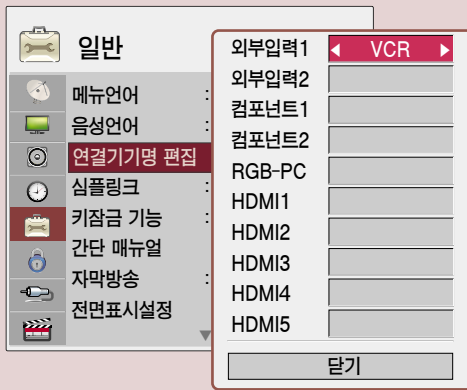 일반
메뉴언어 :
음성언어 :
연결기기명 편집
심플링크 :
키잠금 기능 :
간단 매뉴얼
자막방송 :
전면표시설정
외부입력1 VCR
외부입력2
컴포넌트1
컴포넌트2
RGB-PC
HDMI1
HDMI2
HDMI3
HDMI4
HDMI5
닫기